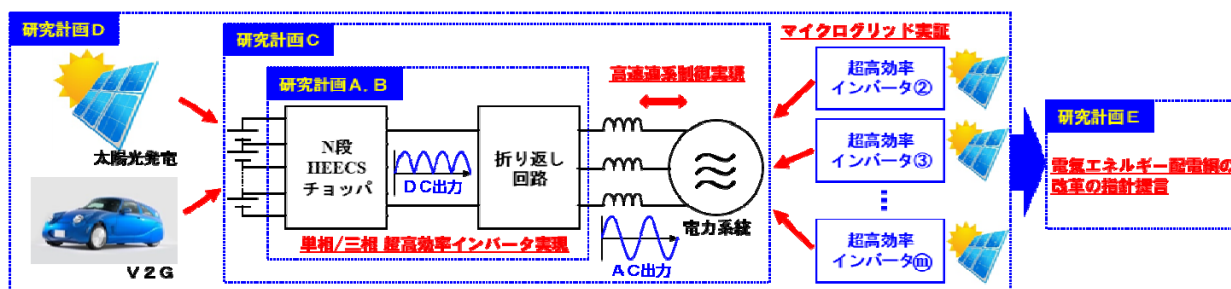 研究計画D
太陽光発電
V2G
研究計画C
研究計画A. B
N段
HEECS
チョッパ
DC出力
折り返し
回路
単相/三相 超高効率インバータ実現
高速連系制御実現
電力系統
AC出力
マイクログリッド実証
超高効率
インバータ②
超高効率
インバータ③
超高効率
インバータⓜ
研究計画E
電気エネルギー配電網の
改革の指針提言